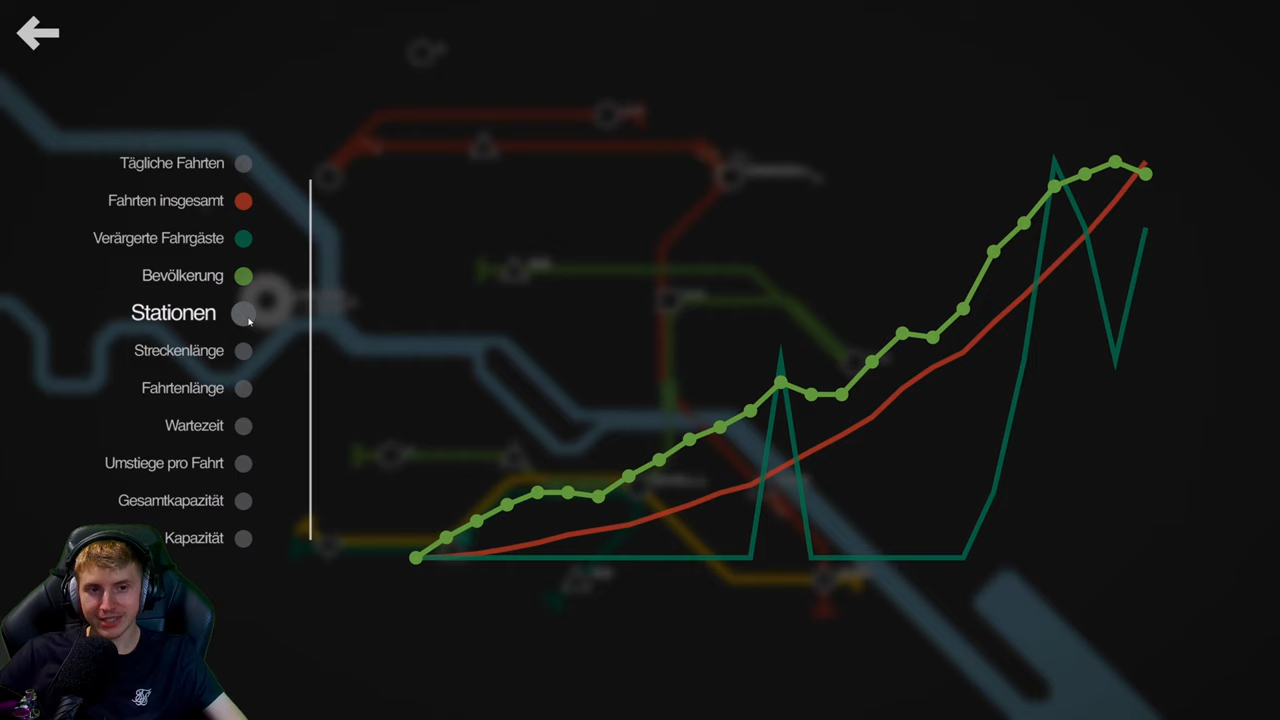 Tägliche Fahrten
Fahrten insgesamt
Verärgerte Fahrgäste
Bevölkerung
Stationen
Streckenlänge
Fahrtenlänge
Wartezeit
Umstiege pro Fahrt
Gesamtkapazität
Kapazität